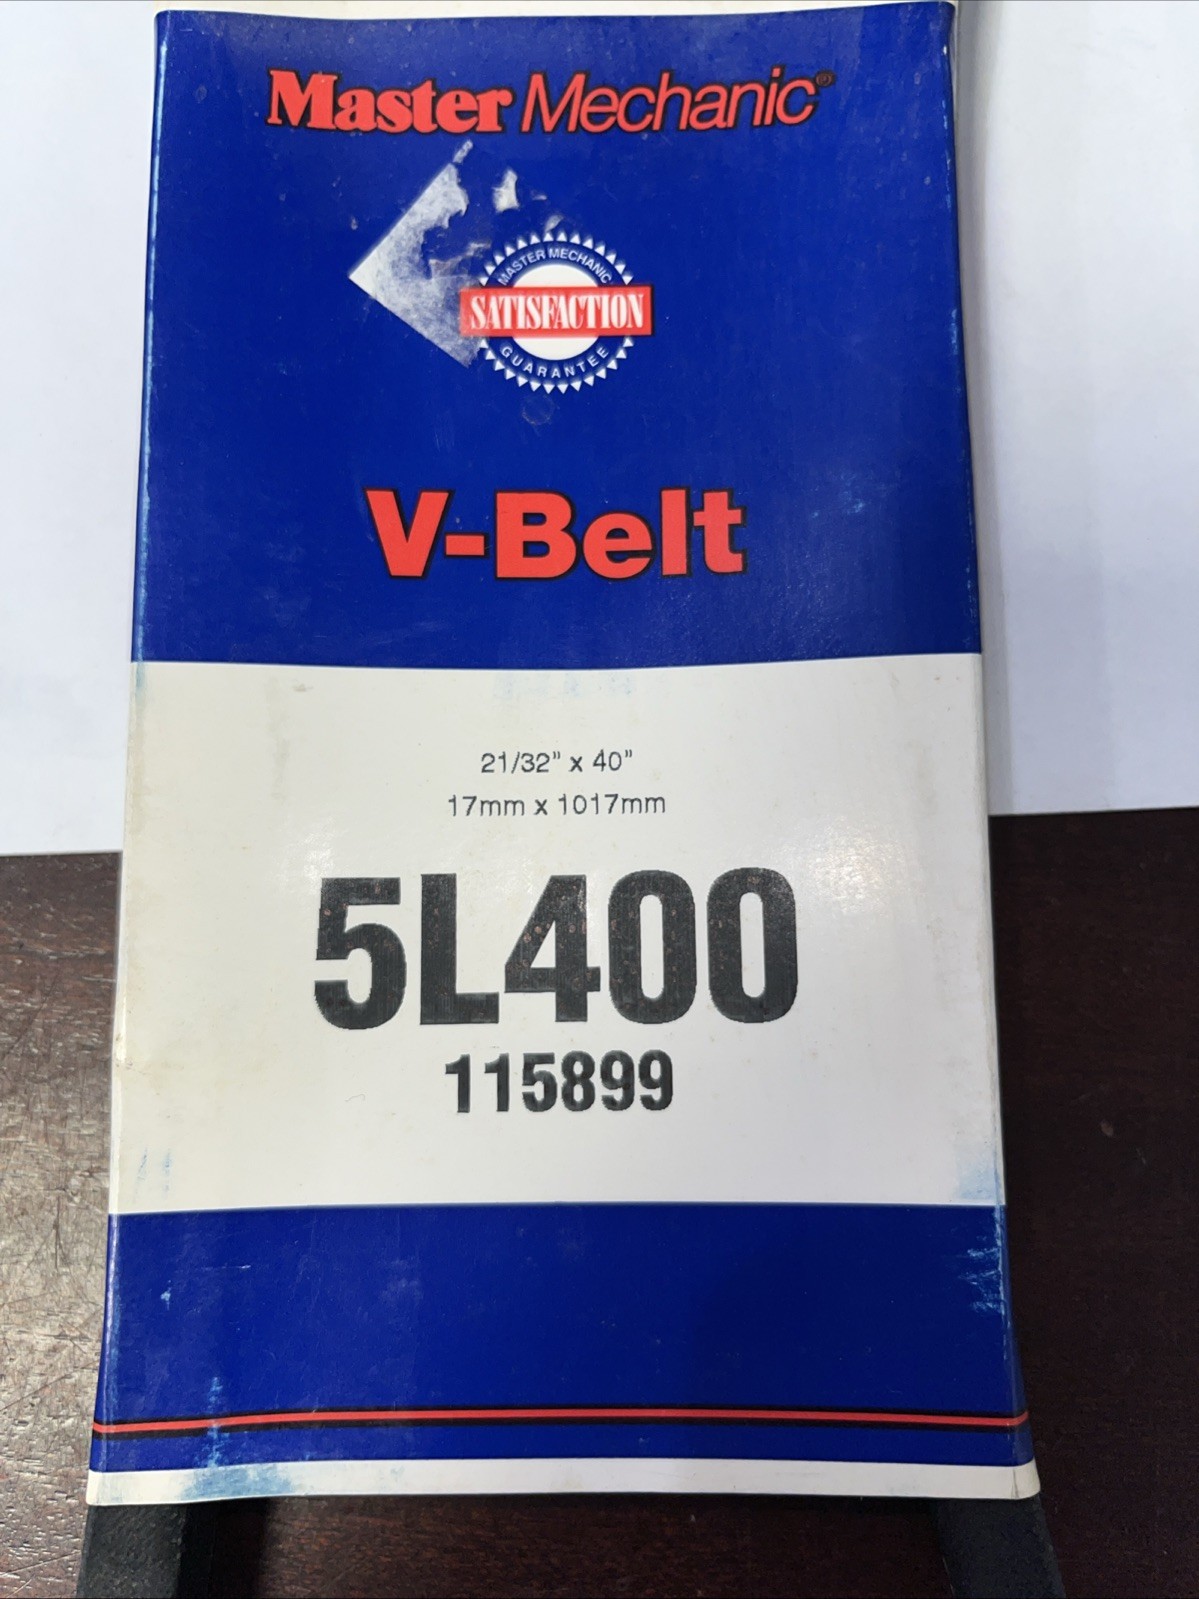 Master Mechanic®
MASTER MECHANIC
SATISFACTION
GUARANTEE
V-Belt
21/32" x 40"
17mm x 1017mm
5L400
115899